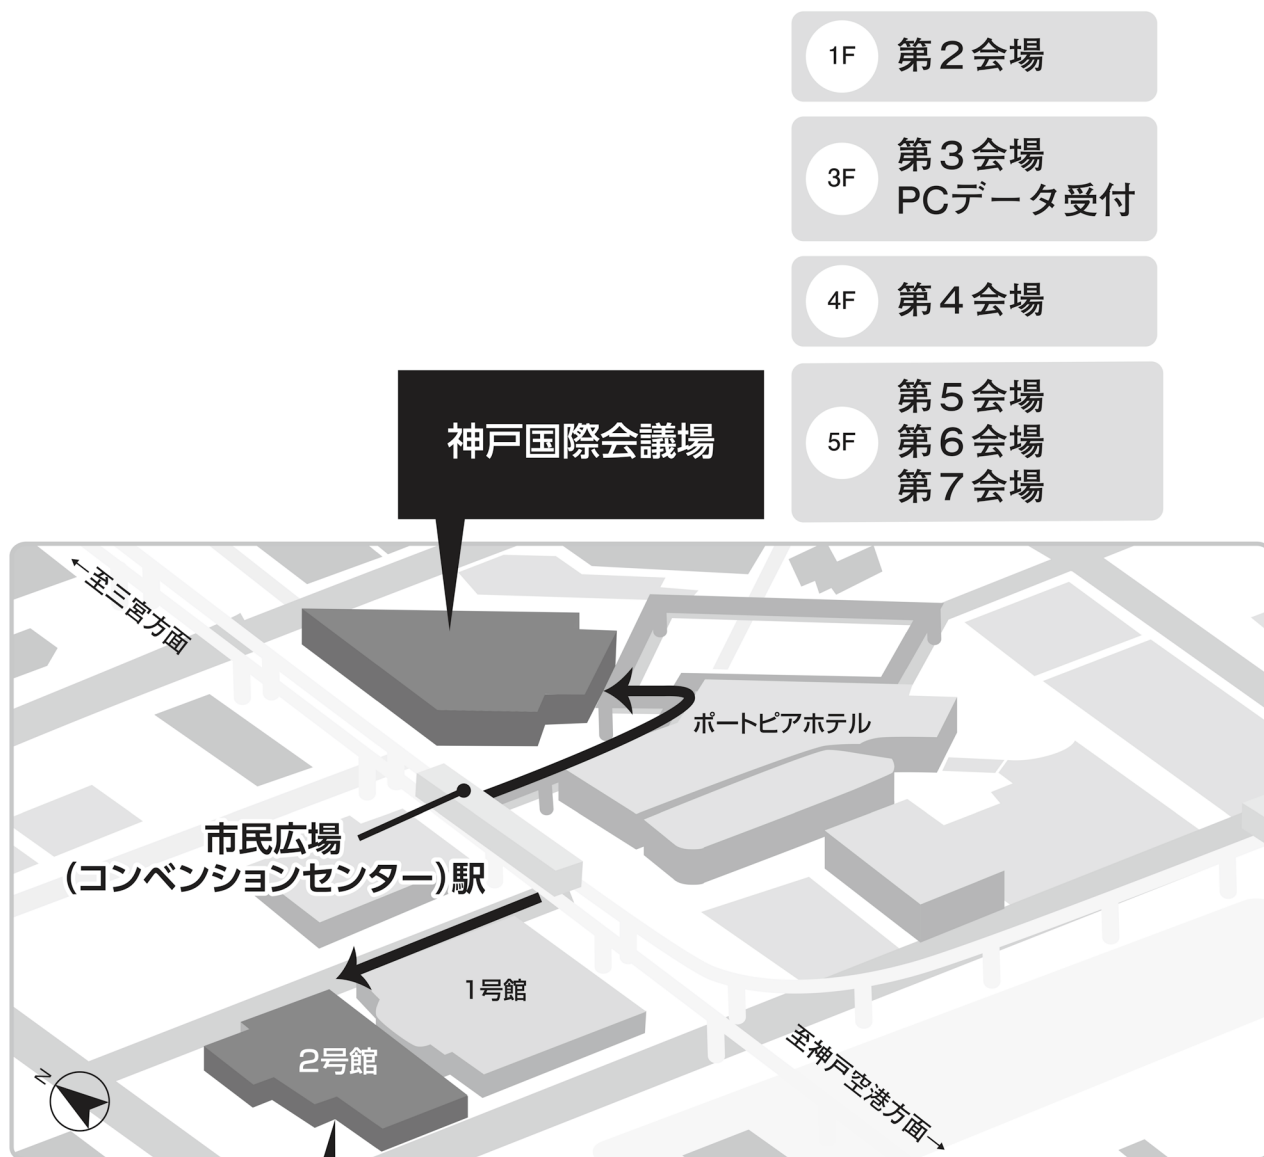 1F
第2会場
3F
第3会場
PCデータ受付
4F
第4会場
5F
第5会場
第6会場
第7会場
神戸国際会議場
←至三宮方面
ポートピアホテル
市民広場
(コンベンションセンター)駅
1号館
2号館
至神戸空港方面→
N